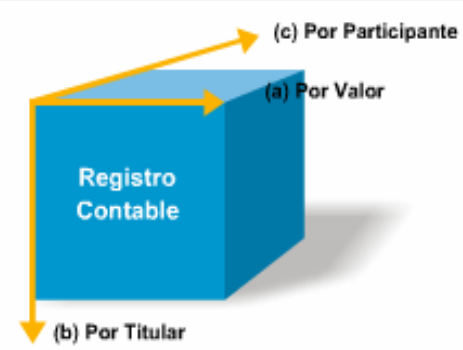 (c) Por Participante
(a) Por Valor
Registro
Contable
(b) Por Titular